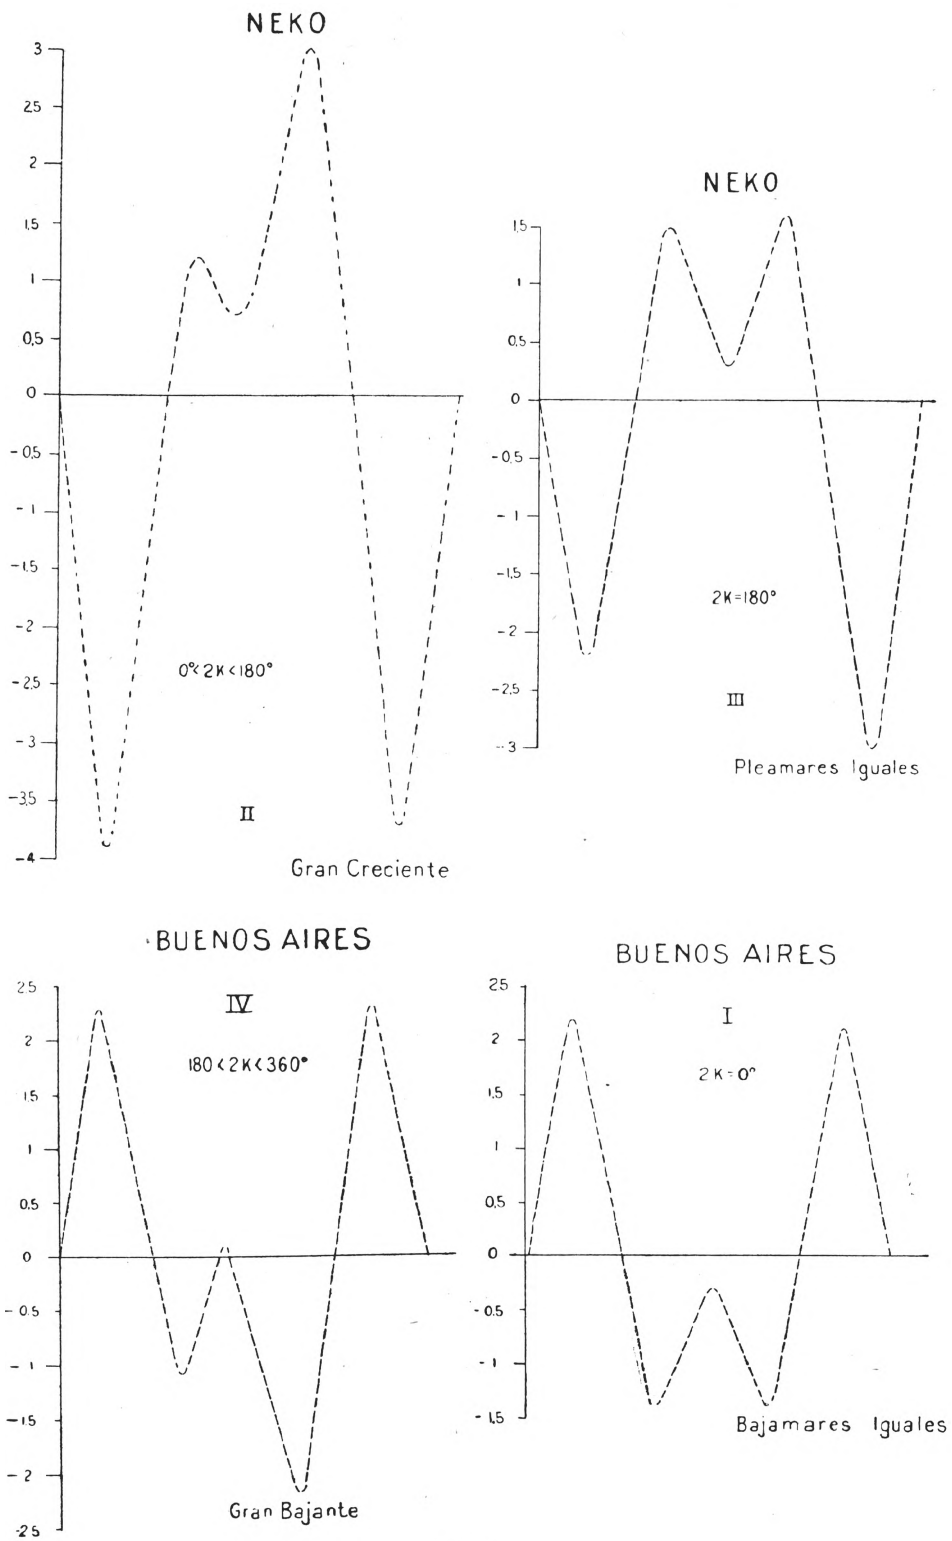 NEKO
3
2.5
2
1.5
1
0.5
0
-0.5
-1
-1.5
-2
-2.5
-3
-3.5
-4
0°<2K<180°
II
Gran Creciente
NEKO
1.5
1
0.5
0
-0.5
-1
-1.5
-2
-2.5
-3
2K=180°
III
Pleamares Iguales
BUENOS AIRES
2.5
2
1.5
1
0.5
0
-0.5
-1
-1.5
-2
-2.5
IV
180<2K<360°
Gran Bajante
BUENOS AIRES
2.5
2
1.5
1
0.5
0
-0.5
-1
-1.5
I
2K=0°
Bajamares Iguales